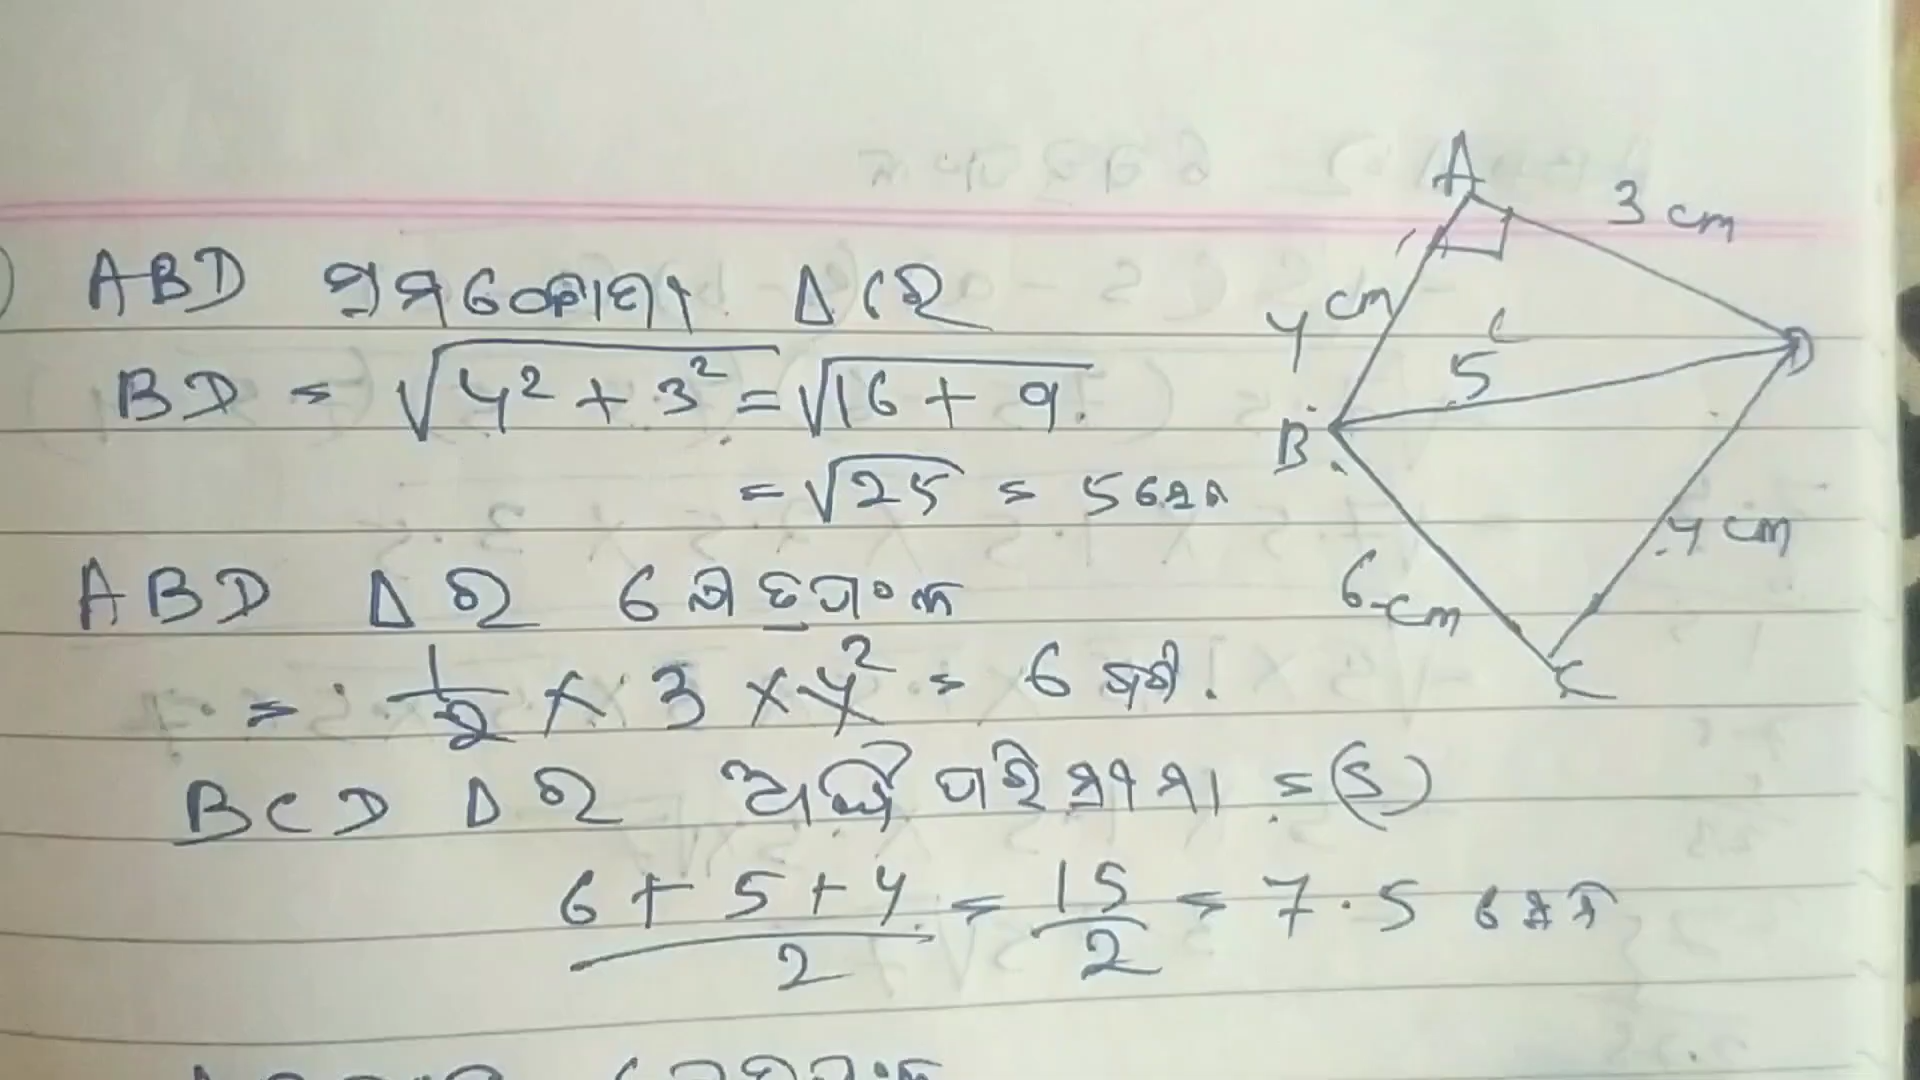 ABD ସମକୋଣୀ Δ ରେ
BD = √4² + 3² = √16 + 9
= √25 = 5 ସେମି
ABD Δ ର କ୍ଷେତ୍ରଫଳ
= 1/2 × 3 × 4² = 6 ବର୍ଗ.
BCD Δ ର ଅର୍ଦ୍ଧ ପରିସୀମା = (S)
6 + 5 + 4 / 2 = 15 / 2 = 7.5 ସେମି
A
3 cm
4 cm
5
D
B
4 cm
6 cm
C